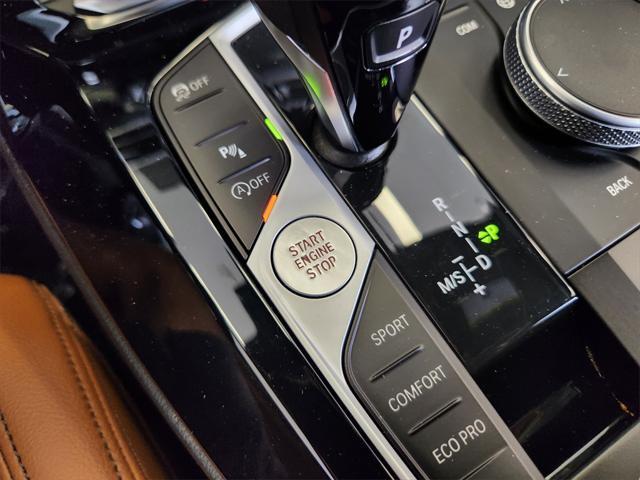 P
COM
OFF
P
A OFF
START
ENGINE
STOP
BACK
R
N
P
D
M/S
+
SPORT
COMFORT
ECO PRO